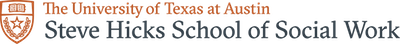 The University of Texas at Austin
Steve Hicks School of Social Work